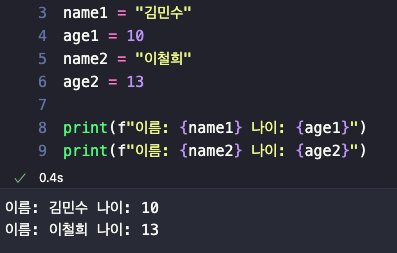 3 name1 = "김민수"
4 age1 = 10
5 name2 = "이철희"
6 age2 = 13
7
8 print(f"이름: {name1} 나이: {age1}")
9 print(f"이름: {name2} 나이: {age2}")
0.4s
이름: 김민수 나이: 10
이름: 이철희 나이: 13